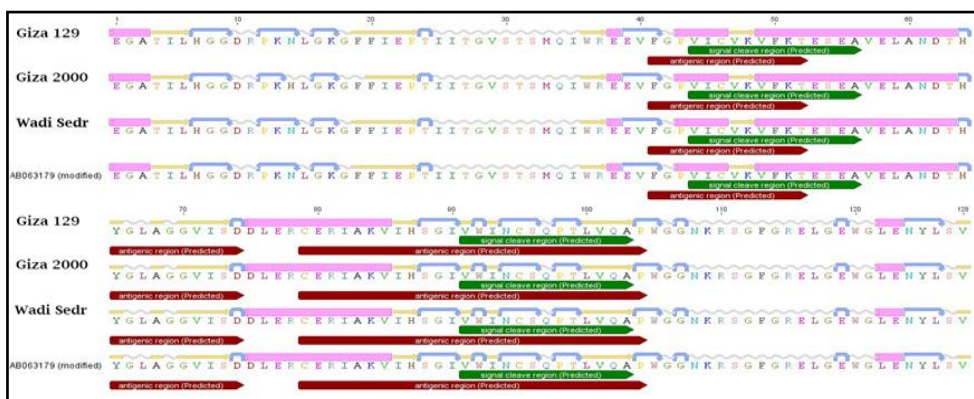 1 10 20 30 40 50 60
Giza 129
E G A T I L H G G D R P K N L G K G F F I E P T I I T G V S T S M Q I W R E E V F G P V I C V K V F K T E S E A V E L A N D T H
signal cleave region (Predicted)
antigenic region (Predicted)
Giza 2000
E G A T I L H G G D R P K H L G K G F F I E P T I I T G V S T S M Q I W R E E V F G P V I C V K V F K T E S E A V E L A N D T H
signal cleave region (Predicted)
antigenic region (Predicted)
Wadi Sedr
E G A T I L H G G D R P K N L G K G F F I E P T I I T G V S T S M Q I W R E E V F G P V I C V K V F K T E S E A V E L A N D T H
signal cleave region (Predicted)
antigenic region (Predicted)
AB063179 (modified) E G A T I L H G G D R P K N L G K G F F I E P T I I T G V S T S M Q I W R E E V F G P V I C V K V F K T E S E A V E L A N D T H
signal cleave region (Predicted)
antigenic region (Predicted)
70 80 90 100 110 120
Giza 129
Y G L A G G V I S D D L E R C E R I A K V I H S G I V W I N C S Q P T L V Q A P W G G N K R S G F G R E L G E W G L E N Y L S V
signal cleave region (Predicted)
antigenic region (Predicted) antigenic region (Predicted)
Giza 2000
Y G L A G G V I S D D L E R C E R I A K V I H S G I V W I N C S Q P T L V Q A P W G G N K R S G F G R E L G E W G L E N Y L S V
signal cleave region (Predicted)
antigenic region (Predicted) antigenic region (Predicted)
Wadi Sedr
Y G L A G G V I S D D L E R C E R I A K V I H S G I V W I N C S Q P T L V Q A P W G G N K R S G F G R E L G E W G L E N Y L S V
signal cleave region (Predicted)
antigenic region (Predicted) antigenic region (Predicted)
AB063179 (modified) Y G L A G G V I S D D L E R C E R I A K V I H S G I V W I N C S Q P T L V Q A P W G G N K R S G F G R E L G E W G L E N Y L S V
signal cleave region (Predicted)
antigenic region (Predicted) antigenic region (Predicted)